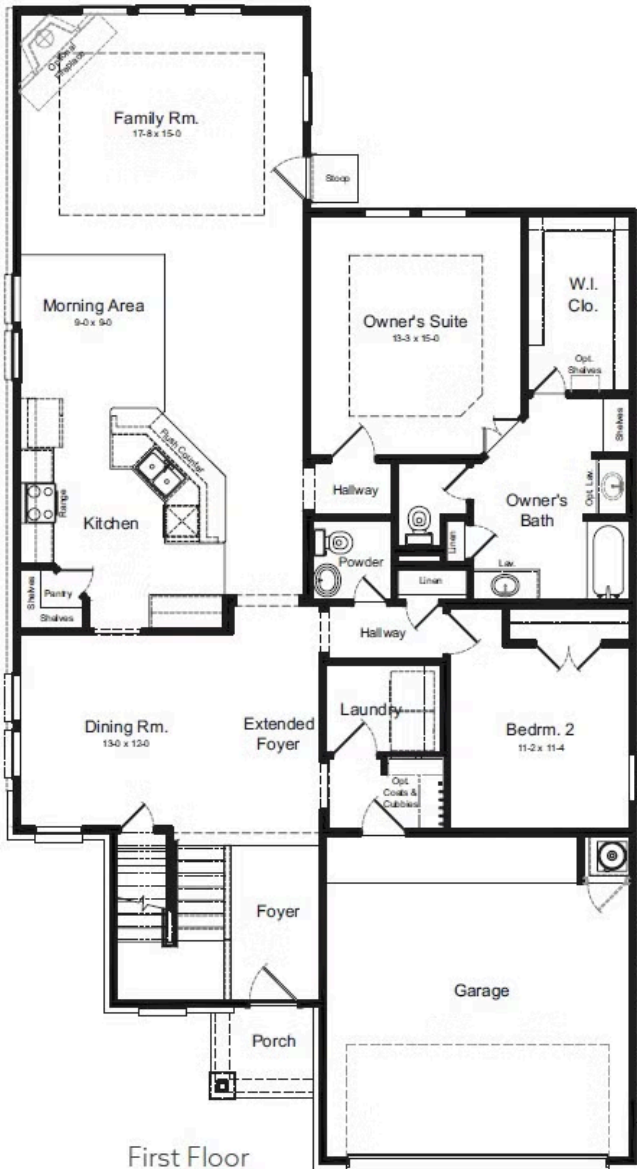 Optional
Fireplace
Family Rm.
17-8 x 15-0
Stoop
Morning Area
9-0 x 9-0
Owner's Suite
13-3 x 15-0
W.I.
Clo.
Opt.
Shelves
Shelves
Flush Counter
Range
Kitchen
Hallway
Owner's
Bath
Opt. Lav.
Linen
Powder
Lav.
Linen
Shelves
Pantry
Shelves
Hallway
Dining Rm.
13-0 x 12-0
Extended
Foyer
Laundry
Bedrm. 2
11-2 x 11-4
Opt.
Coats &
Cubbies
Foyer
Garage
Porch
First Floor